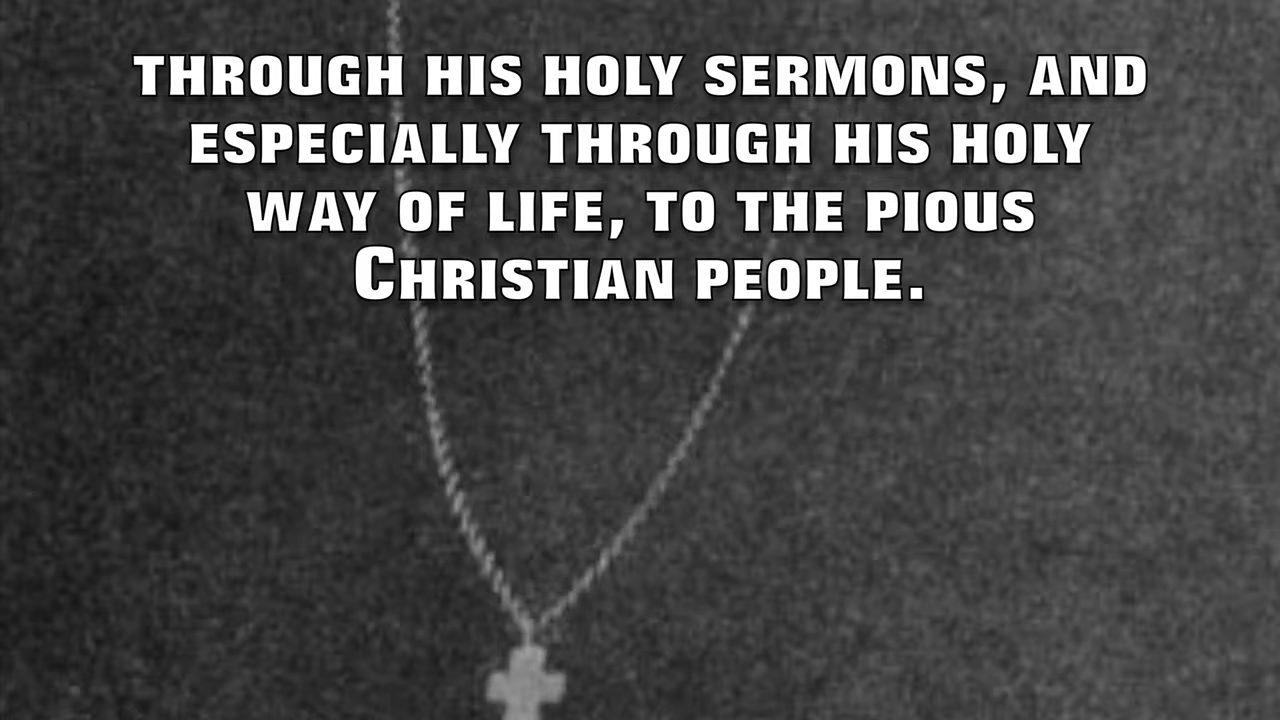 THROUGH HIS HOLY SERMONS, AND
ESPECIALLY THROUGH HIS HOLY
WAY OF LIFE, TO THE PIOUS
CHRISTIAN PEOPLE.